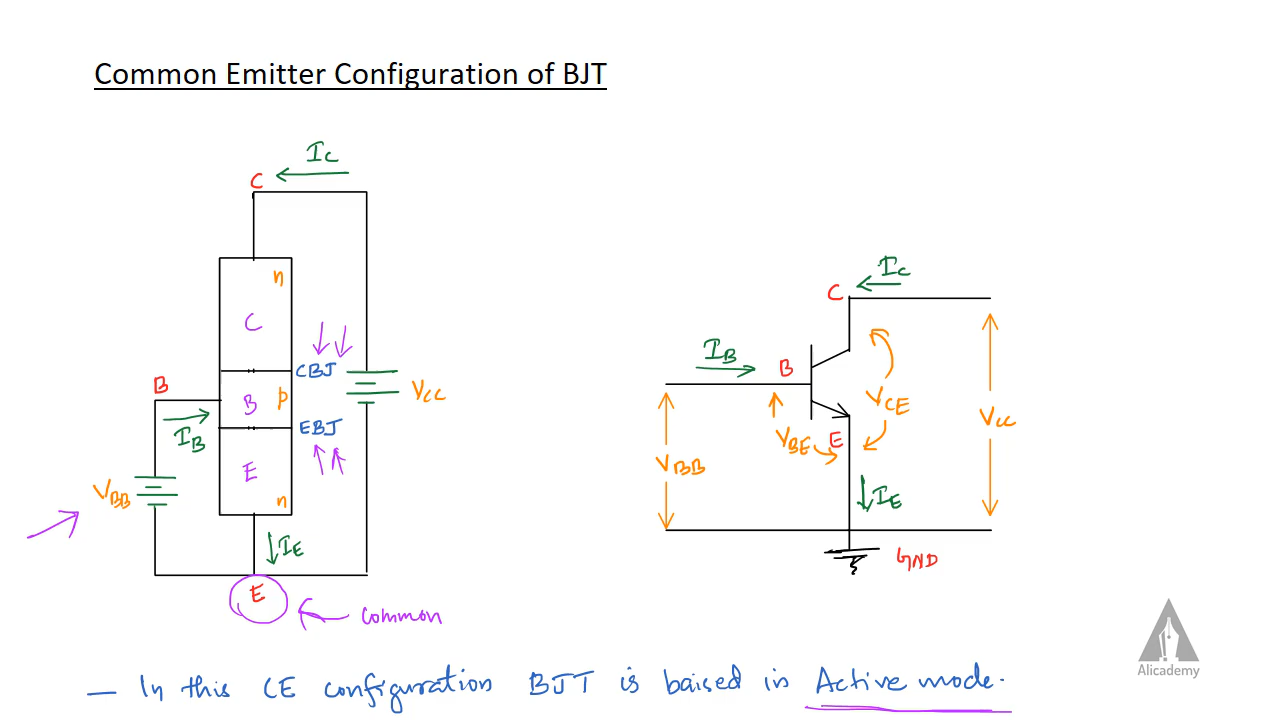 Common Emitter Configuration of BJT
IC
C
n
C
CBJ
B
B
p
VCC
IB
EBJ
E
VBB
n
IE
E
Common
IC
C
IB
B
VCE
VCC
VBE
E
VBB
IE
GND
Alicademy
– In this CE configuration BJT is baised in Active mode.